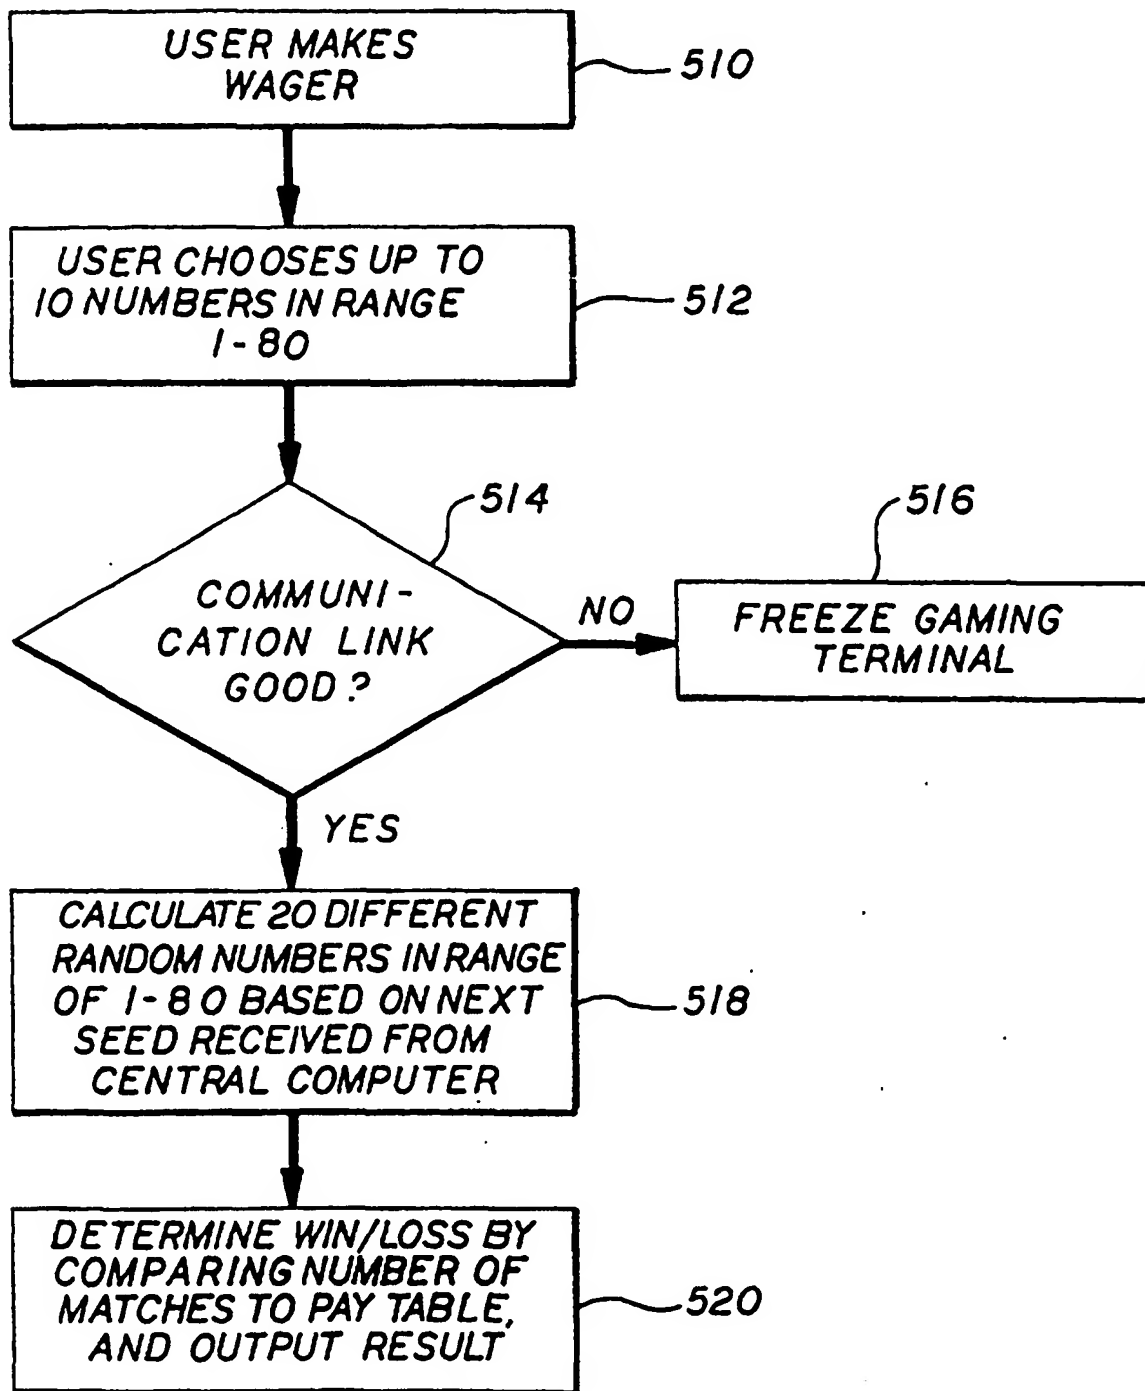 USER MAKES
WAGER
510
USER CHOOSES UP TO
10 NUMBERS IN RANGE
1-80
512
514
COMMUNI-
CATION LINK
GOOD?
NO
516
FREEZE GAMING
TERMINAL
YES
CALCULATE 20 DIFFERENT
RANDOM NUMBERS IN RANGE
OF 1-80 BASED ON NEXT
SEED RECEIVED FROM
CENTRAL COMPUTER
518
DETERMINE WIN/LOSS BY
COMPARING NUMBER OF
MATCHES TO PAY TABLE,
AND OUTPUT RESULT
520